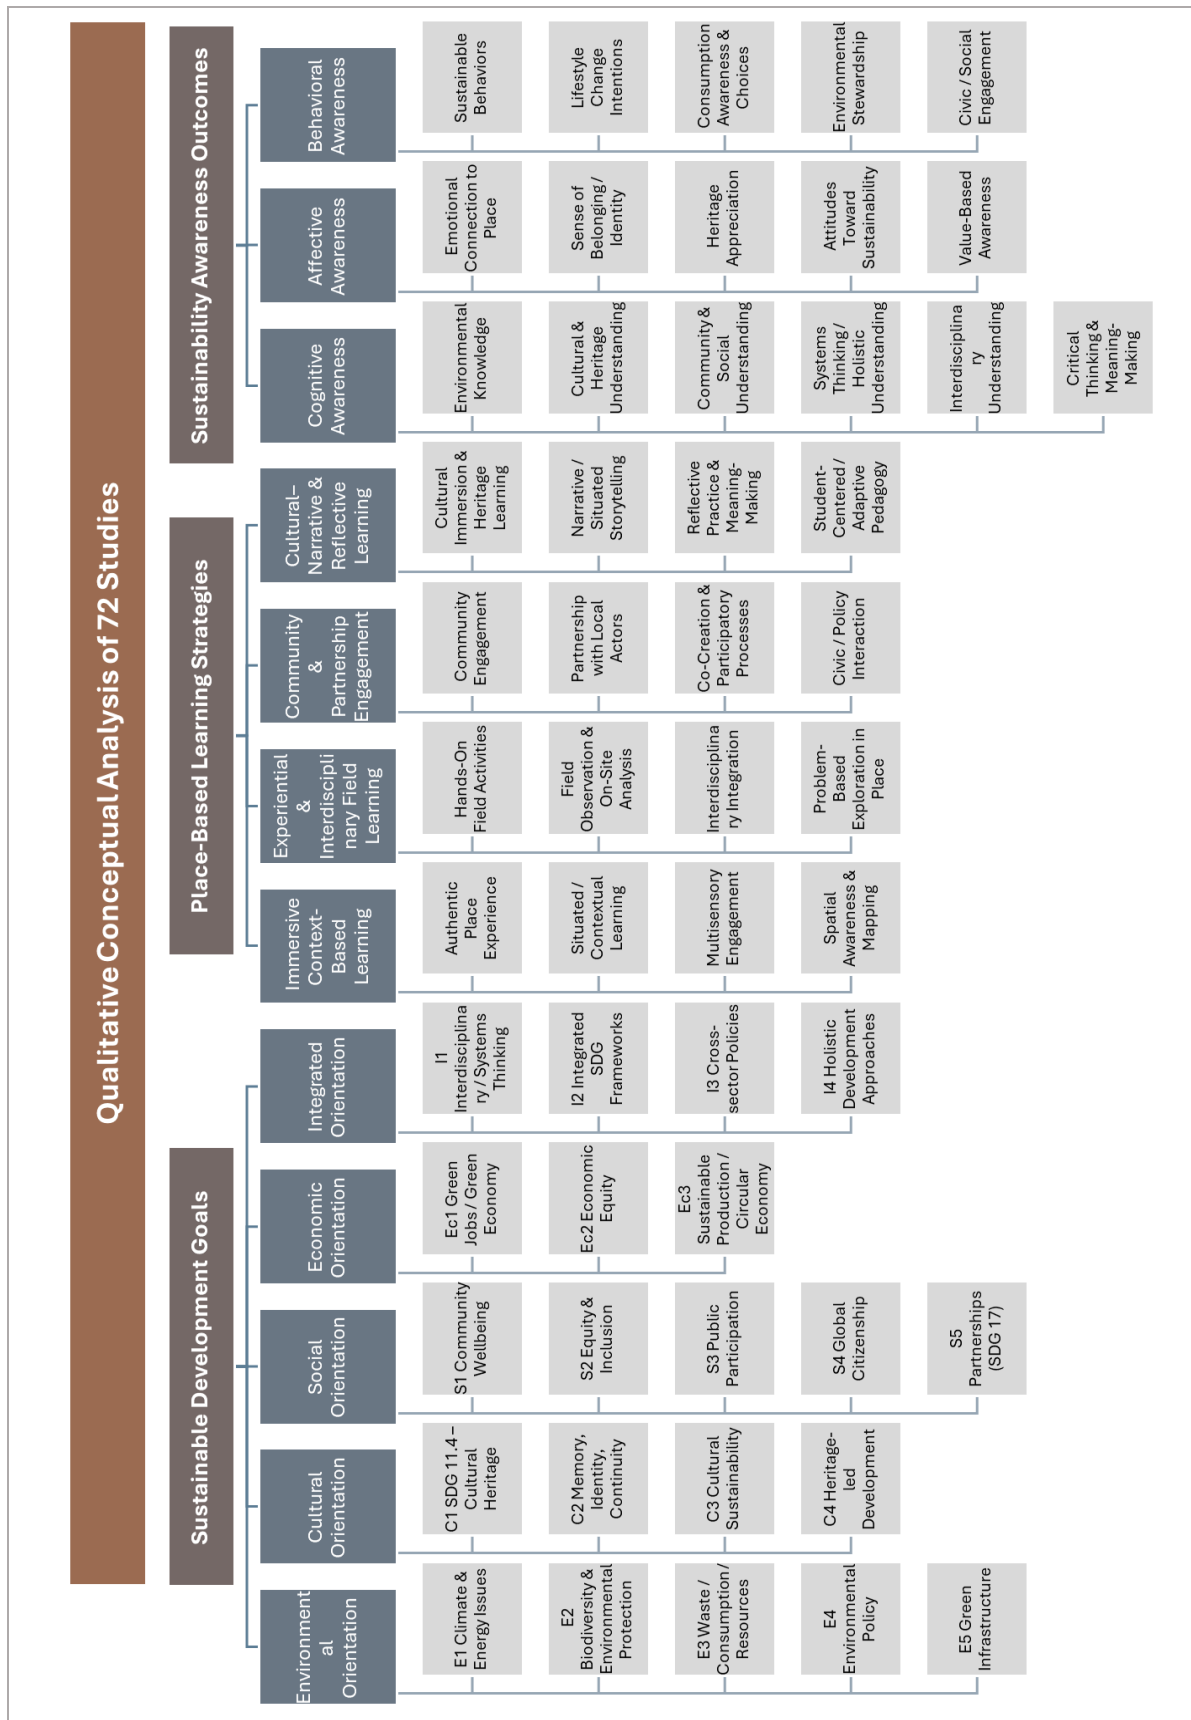 Qualitative Conceptual Analysis of 72 Studies
Sustainable Development Goals
Environment
al
Orientation
E1 Climate &
Energy Issues
E2
Biodiversity &
Environmental
Protection
E3 Waste /
Consumption /
Resources
E4
Environmental
Policy
E5 Green
Infrastructure
Cultural
Orientation
C1 SDG 11.4 –
Cultural
Heritage
C2 Memory,
Identity,
Continuity
C3 Cultural
Sustainability
C4 Heritage-
led
Development
Social
Orientation
S1 Community
Wellbeing
S2 Equity &
Inclusion
S3 Public
Participation
S4 Global
Citizenship
S5
Partnerships
(SDG 17)
Economic
Orientation
Ec1 Green
Jobs / Green
Economy
Ec2 Economic
Equity
Ec3
Sustainable
Production /
Circular
Economy
Integrated
Orientation
I1
Interdisciplina
ry / Systems
Thinking
I2 Integrated
SDG
Frameworks
I3 Cross-
sector Policies
I4 Holistic
Development
Approaches
Place-Based Learning Strategies
Immersive
Context-
Based
Learning
Authentic
Place
Experience
Situated /
Contextual
Learning
Multisensory
Engagement
Spatial
Awareness &
Mapping
Experiential
&
Interdiscipli
nary Field
Learning
Hands-On
Field Activities
Field
Observation &
On-Site
Analysis
Interdisciplina
ry Integration
Problem-
Based
Exploration in
Place
Community
&
Partnership
Engagement
Community
Engagement
Partnership
with Local
Actors
Co-Creation &
Participatory
Processes
Civic / Policy
Interaction
Cultural–
Narrative &
Reflective
Learning
Cultural
Immersion &
Heritage
Learning
Narrative /
Situated
Storytelling
Reflective
Practice &
Meaning-
Making
Student-
Centered /
Adaptive
Pedagogy
Sustainability Awareness Outcomes
Cognitive
Awareness
Environmental
Knowledge
Cultural &
Heritage
Understanding
Community &
Social
Understanding
Systems
Thinking /
Holistic
Understanding
Interdisciplina
ry
Understanding
Critical
Thinking &
Meaning-
Making
Affective
Awareness
Emotional
Connection to
Place
Sense of
Belonging /
Identity
Heritage
Appreciation
Attitudes
Toward
Sustainability
Value-Based
Awareness
Behavioral
Awareness
Sustainable
Behaviors
Lifestyle
Change
Intentions
Consumption
Awareness &
Choices
Environmental
Stewardship
Civic / Social
Engagement